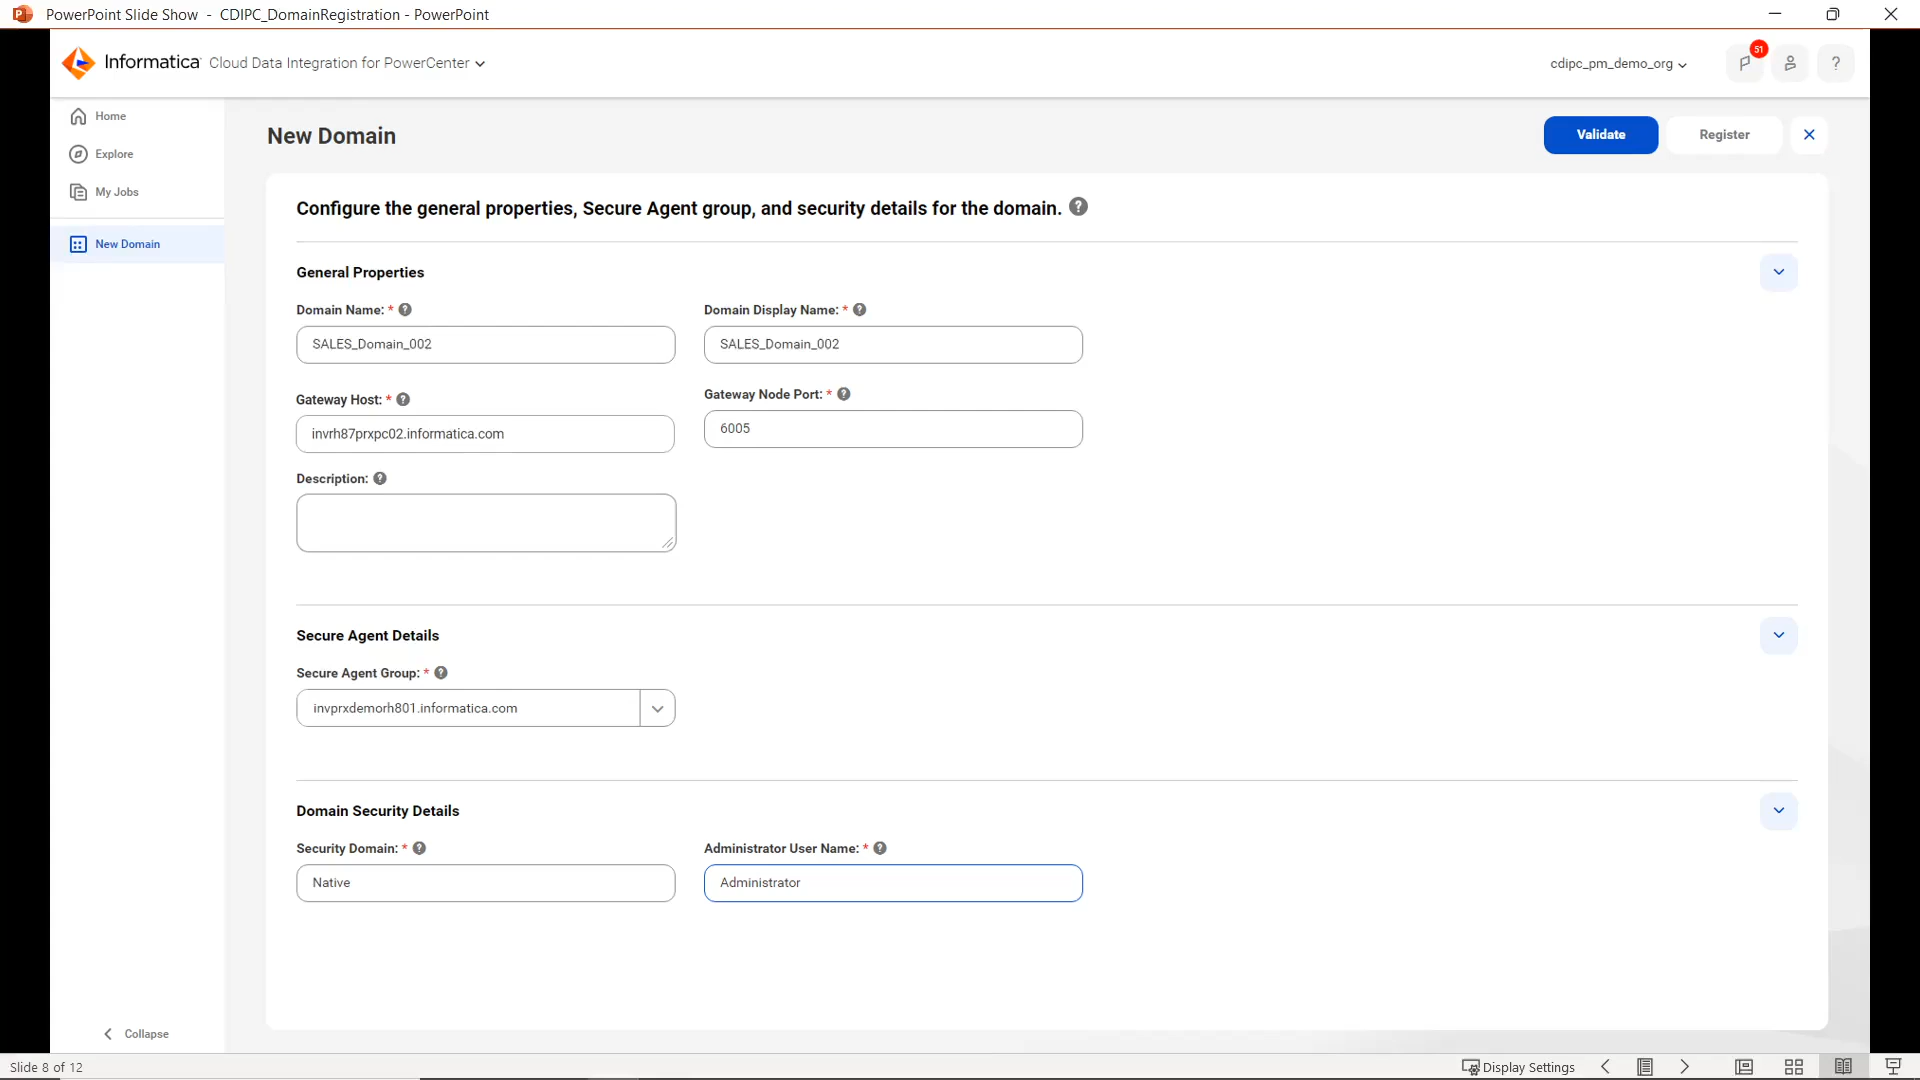 PowerPoint Slide Show - CDIPC_DomainRegistration - PowerPoint
Informatica Cloud Data Integration for PowerCenter
cdipc_pm_demo_org
51
?
Home
Explore
My Jobs
New Domain
New Domain
Validate
Register
Configure the general properties, Secure Agent group, and security details for the domain. ?
General Properties
Domain Name: * ?
Domain Display Name: * ?
SALES_Domain_002
SALES_Domain_002
Gateway Host: * ?
Gateway Node Port: * ?
invrh87prxpc02.informatica.com
6005
Description: ?
Secure Agent Details
Secure Agent Group: * ?
invprxdemorh801.informatica.com
Domain Security Details
Security Domain: * ?
Administrator User Name: * ?
Native
Administrator
Collapse
Slide 8 of 12
Display Settings